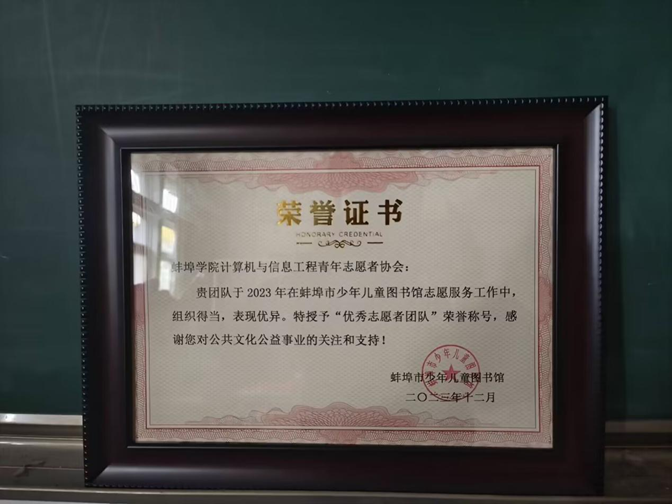 荣誉证书
HONORARY CREDENTIAL
蚌埠学院计算机与信息工程青年志愿者协会：
贵团队于 2023 年在蚌埠市少年儿童图书馆志愿服务工作中，
组织得当，表现优异。特授予“优秀志愿者团队”荣誉称号，感
谢您对公共文化公益事业的关注和支持！
蚌埠市少年儿童图书馆
二〇二三年十二月